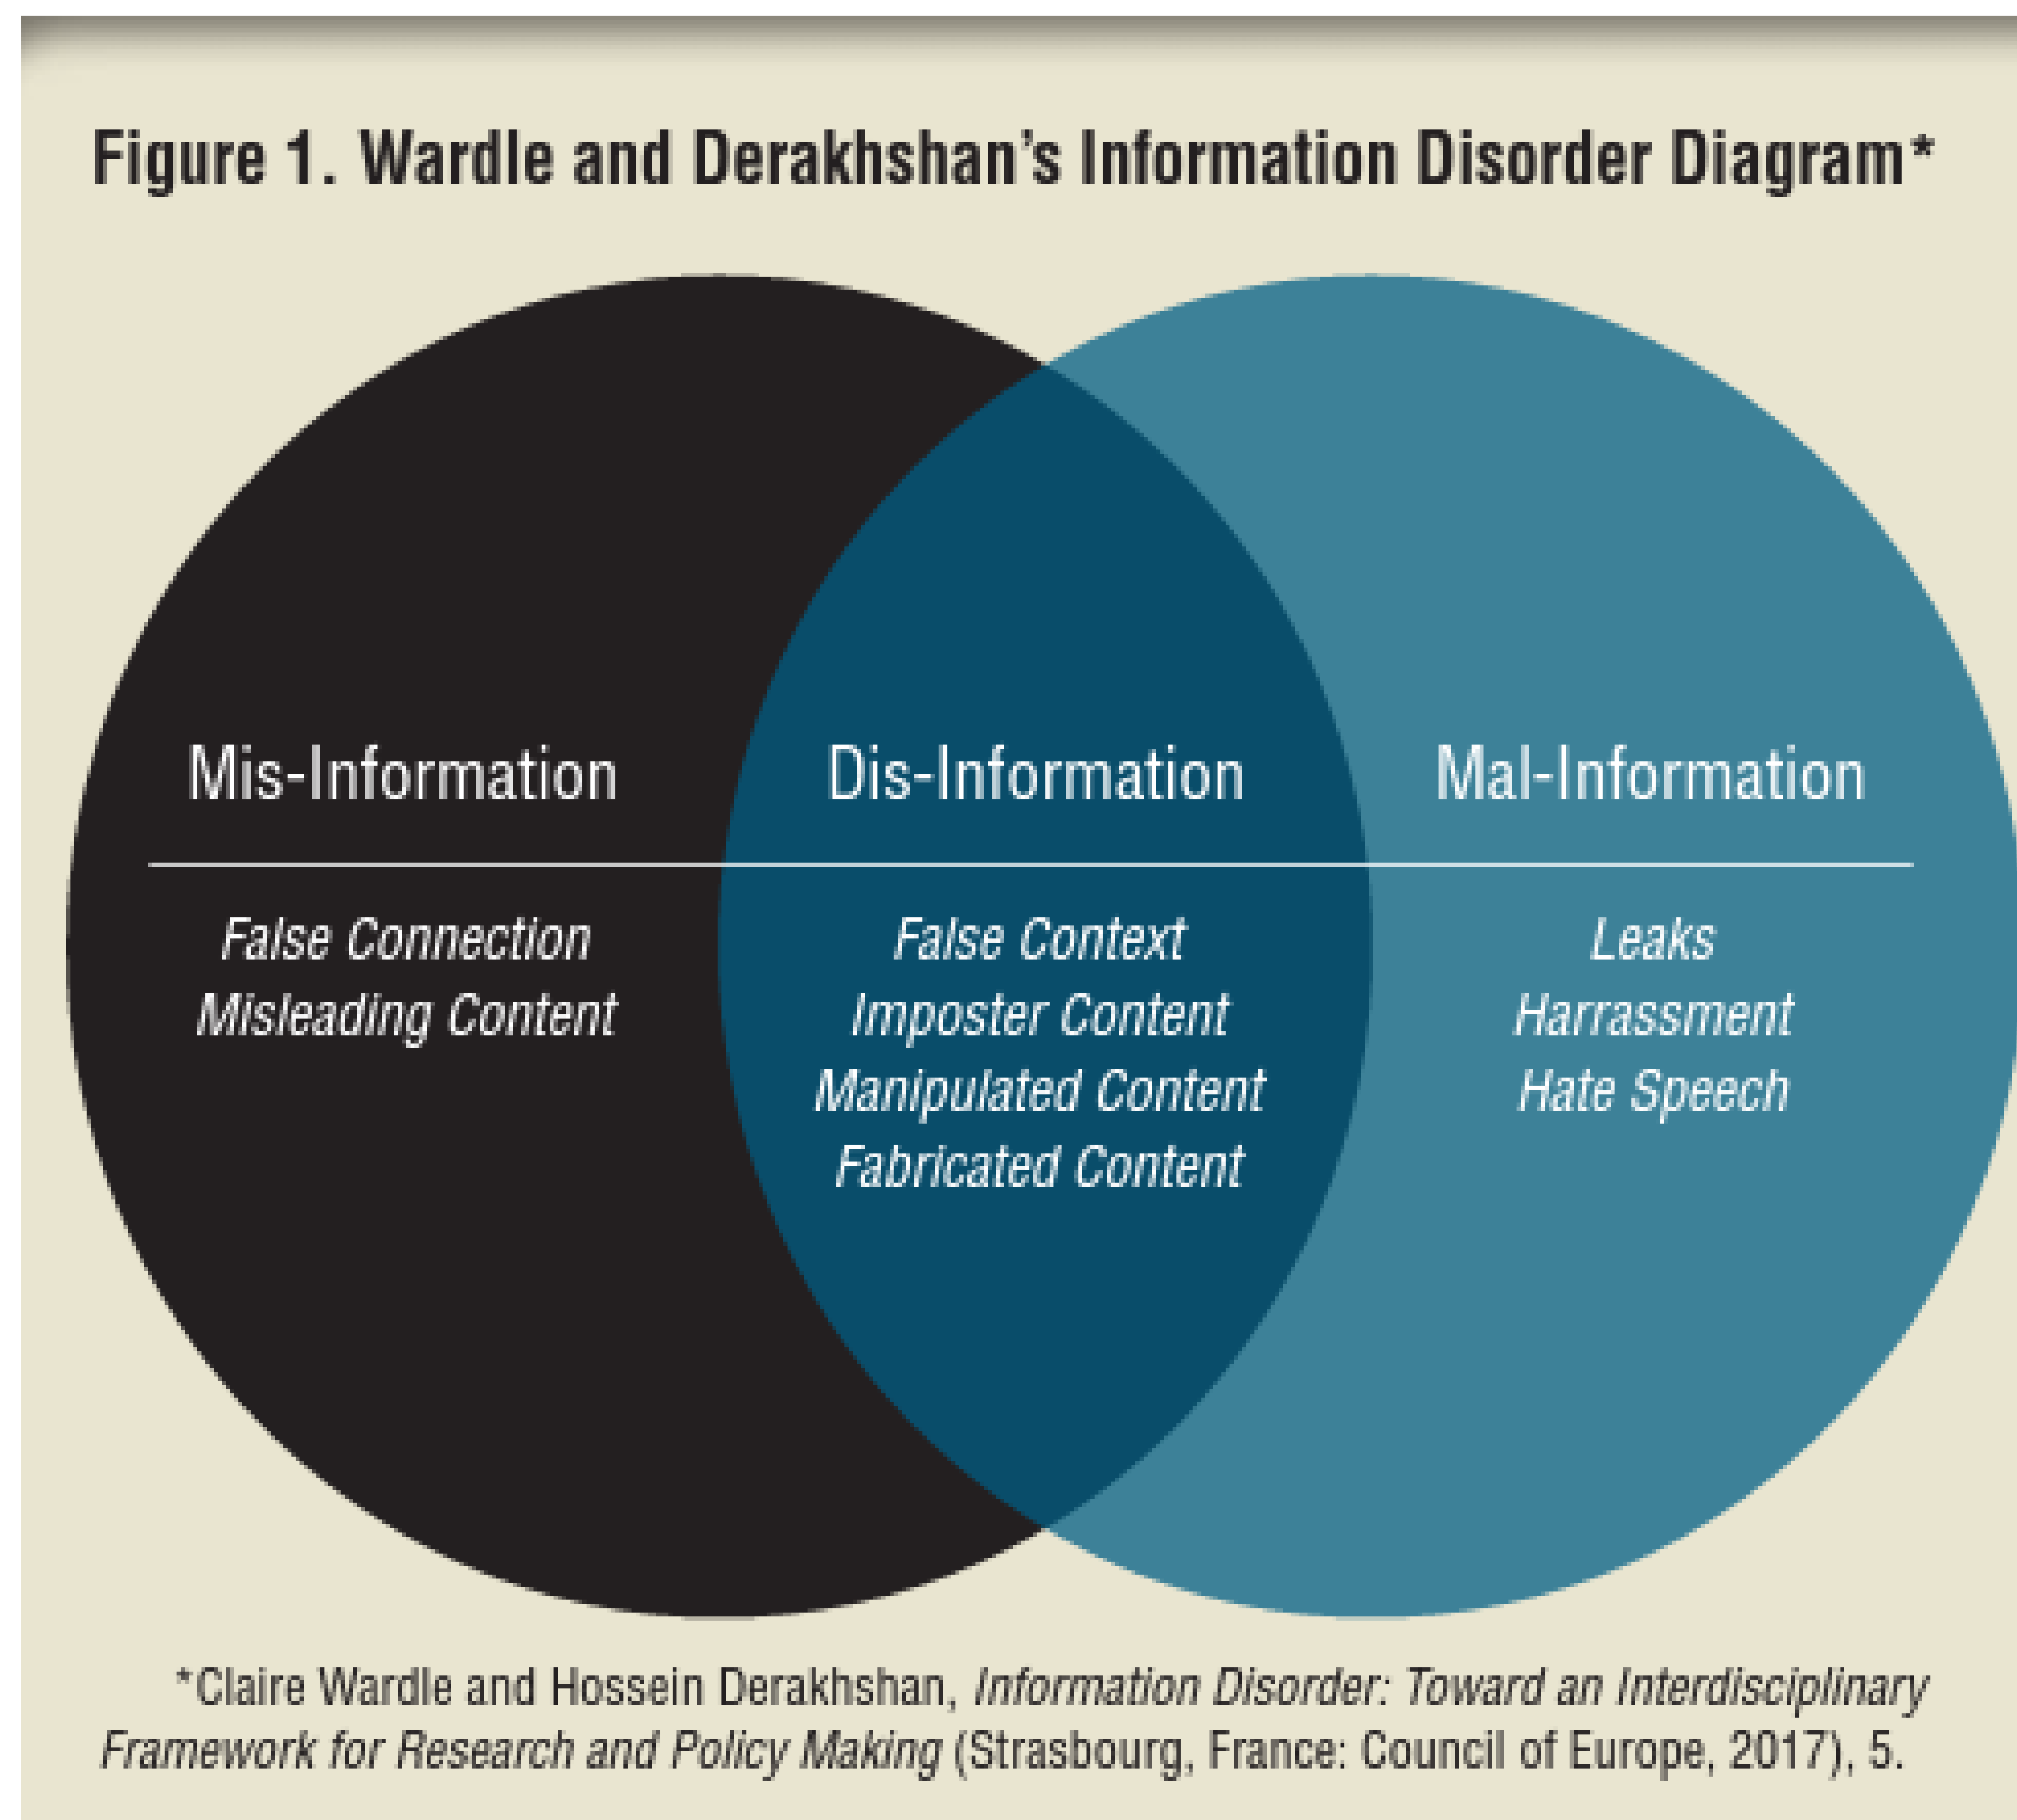 Figure 1. Wardle and Derakhshan’s Information Disorder Diagram*
Mis-Information
False Connection
Misleading Content
Dis-Information
False Context
Imposter Content
Manipulated Content
Fabricated Content
Mal-Information
Leaks
Harrassment
Hate Speech
*Claire Wardle and Hossein Derakhshan, Information Disorder: Toward an Interdisciplinary
Framework for Research and Policy Making (Strasbourg, France: Council of Europe, 2017), 5.